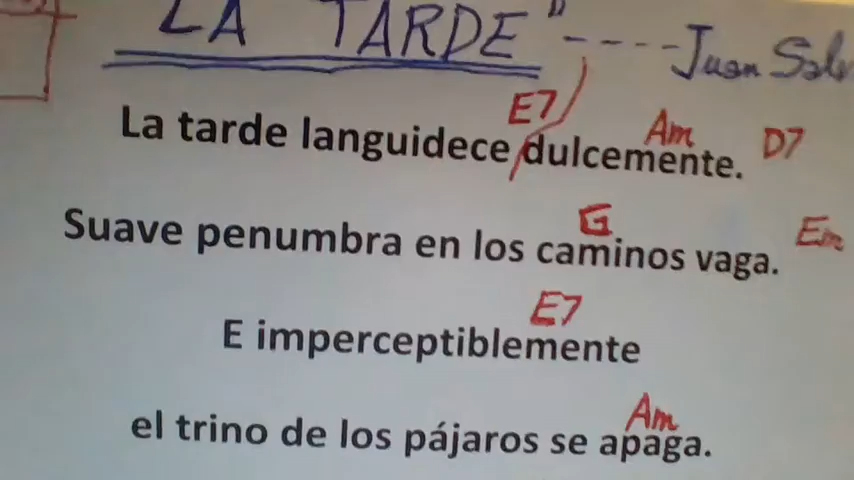 LA TARDE" ---- Juan
E7 Am D7
La tarde languidece dulcemente.
G Em
Suave penumbra en los caminos vaga.
E7
E imperceptiblemente
Am
el trino de los pájaros se apaga.